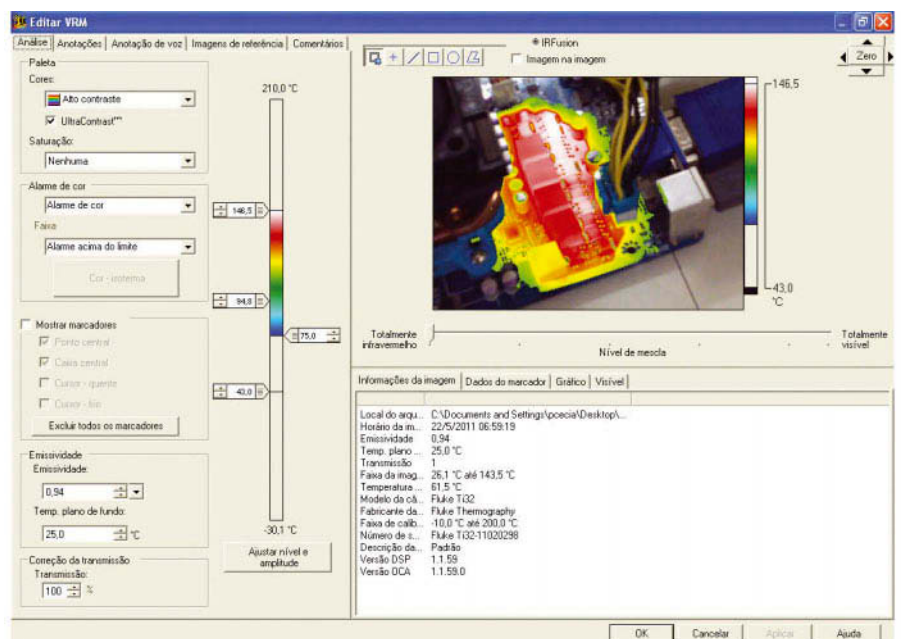 Editar VRM
Análise
Anotações
Anotação de voz
Imagens de referência
Comentários
Paleta
Cores:
Alto contraste
UltraContrast™
Saturação:
Nenhuma
Alarme de cor
Alarme de cor
Faixa
Alarme acima do limite
Cor - isoterma
Mostrar marcadores
Ponto central
Caixa central
Cursor - quente
Cursor - frio
Excluir todos os marcadores
Emissividade
Emissividade:
0,94
Temp. plano de fundo:
25,0 °C
Correção da transmissão
Transmissão:
100 %
210,0 °C
146,5
94,8
75,0
43,0
-30,1 °C
Ajustar nível e
amplitude
IRFusion
Imagem na imagem
Zero
146,5
43,0
°C
Totalmente
infravermelho
Nível de mescla
Totalmente
visível
Informações da imagem
Dados do marcador
Gráfico
Visível
Local do arqu... C:\Documents and Settings\pcecia\Desktop\...
Horário da im... 22/5/2011 06:59:19
Emissividade 0,94
Temp. plano ... 25,0 °C
Transmissão 1
Faixa da imag... 26,1 °C até 143,5 °C
Temperatura ... 61,5 °C
Modelo da câ... Fluke Ti32
Fabricante da... Fluke Thermography
Faixa de calib... -10,0 °C até 200,0 °C
Número de s... Fluke Ti32-11020298
Descrição da... Padrão
Versão DSP 1.1.59
Versão OCA 1.1.59.0
OK
Cancelar
Aplicar
Ajuda